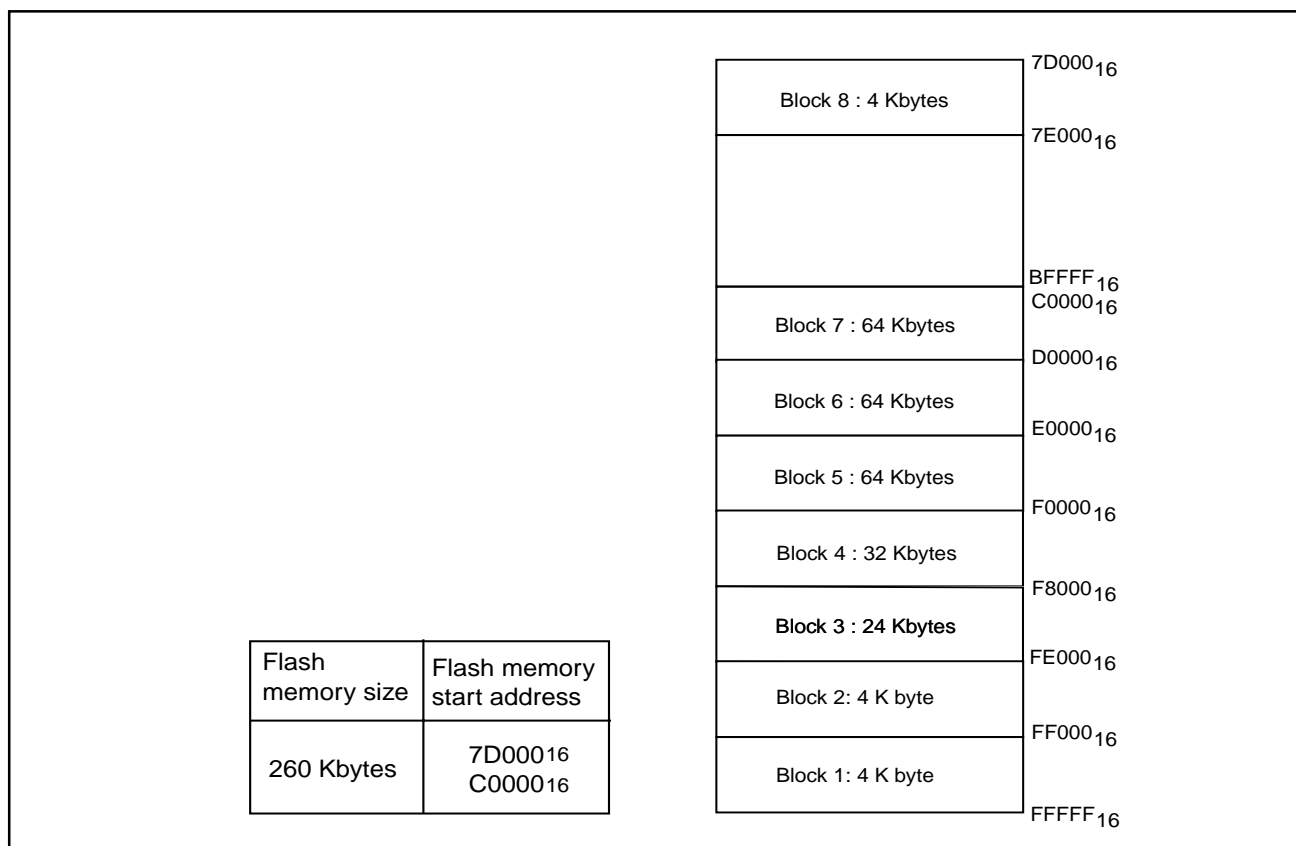 7D00016
Block 8 : 4 Kbytes
7E00016
BFFFF16
C000016
Block 7 : 64 Kbytes
D000016
Block 6 : 64 Kbytes
E000016
Block 5 : 64 Kbytes
F000016
Block 4 : 32 Kbytes
F800016
Block 3 : 24 Kbytes
FE00016
Block 2: 4 K byte
FF00016
Block 1: 4 K byte
FFFFF16
Flash memory size
Flash memory start address
260 Kbytes
7D00016
C000016